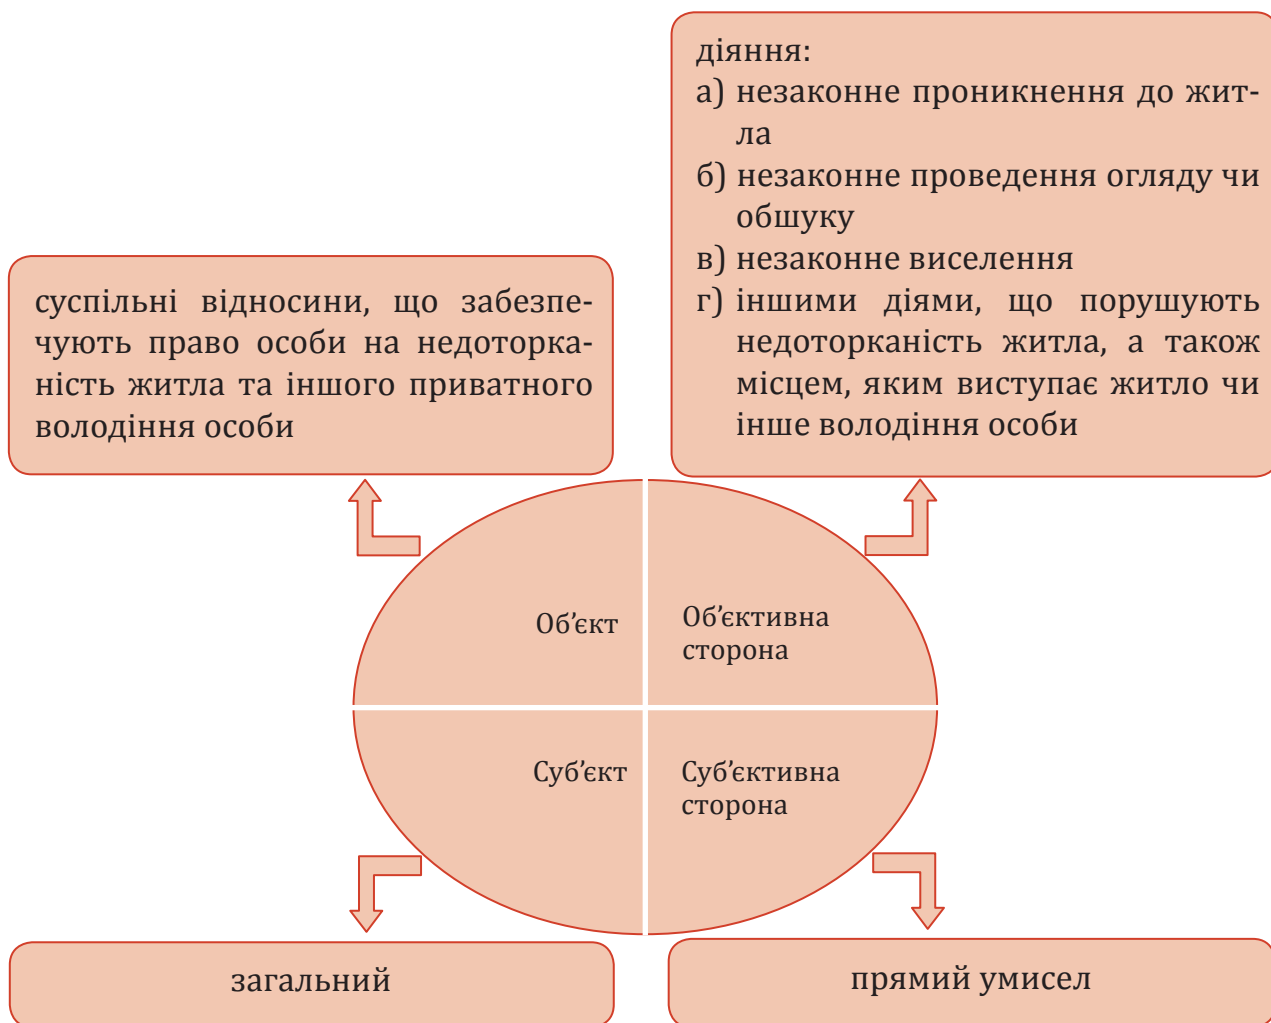 діяння:
а) незаконне проникнення до жит-
ла
б) незаконне проведення огляду чи
обшуку
в) незаконне виселення
г) іншими діями, що порушують
недоторканість житла, а також
місцем, яким виступає житло чи
інше володіння особи
суспільні відносини, що забезпе-
чують право особи на недоторка-
ність житла та іншого приватного
володіння особи
Об’єкт
Об’єктивна
сторона
Суб’єкт
Суб’єктивна
сторона
загальний
прямий умисел